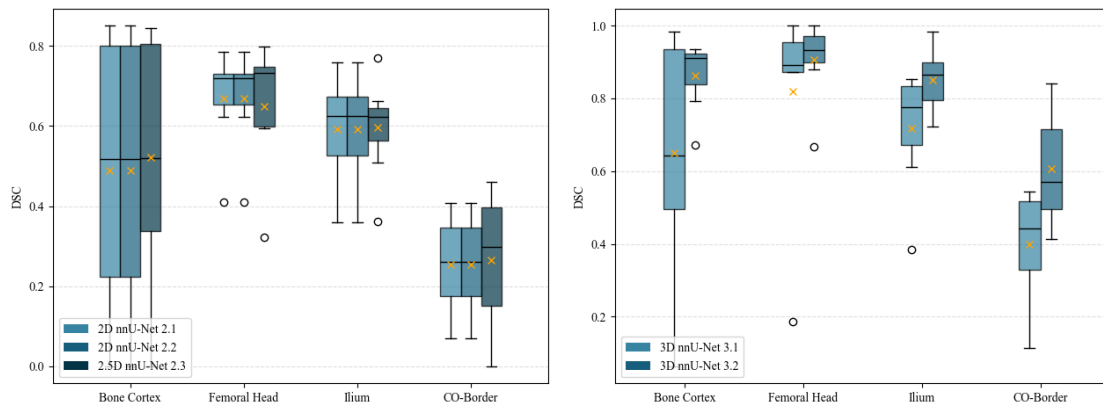 DSC
0.8
0.6
0.4
0.2
0.0
2D nnU-Net 2.1
2D nnU-Net 2.2
2.5D nnU-Net 2.3
Bone Cortex
Femoral Head
Ilium
CO-Border
DSC
1.0
0.8
0.6
0.4
0.2
3D nnU-Net 3.1
3D nnU-Net 3.2
Bone Cortex
Femoral Head
Ilium
CO-Border